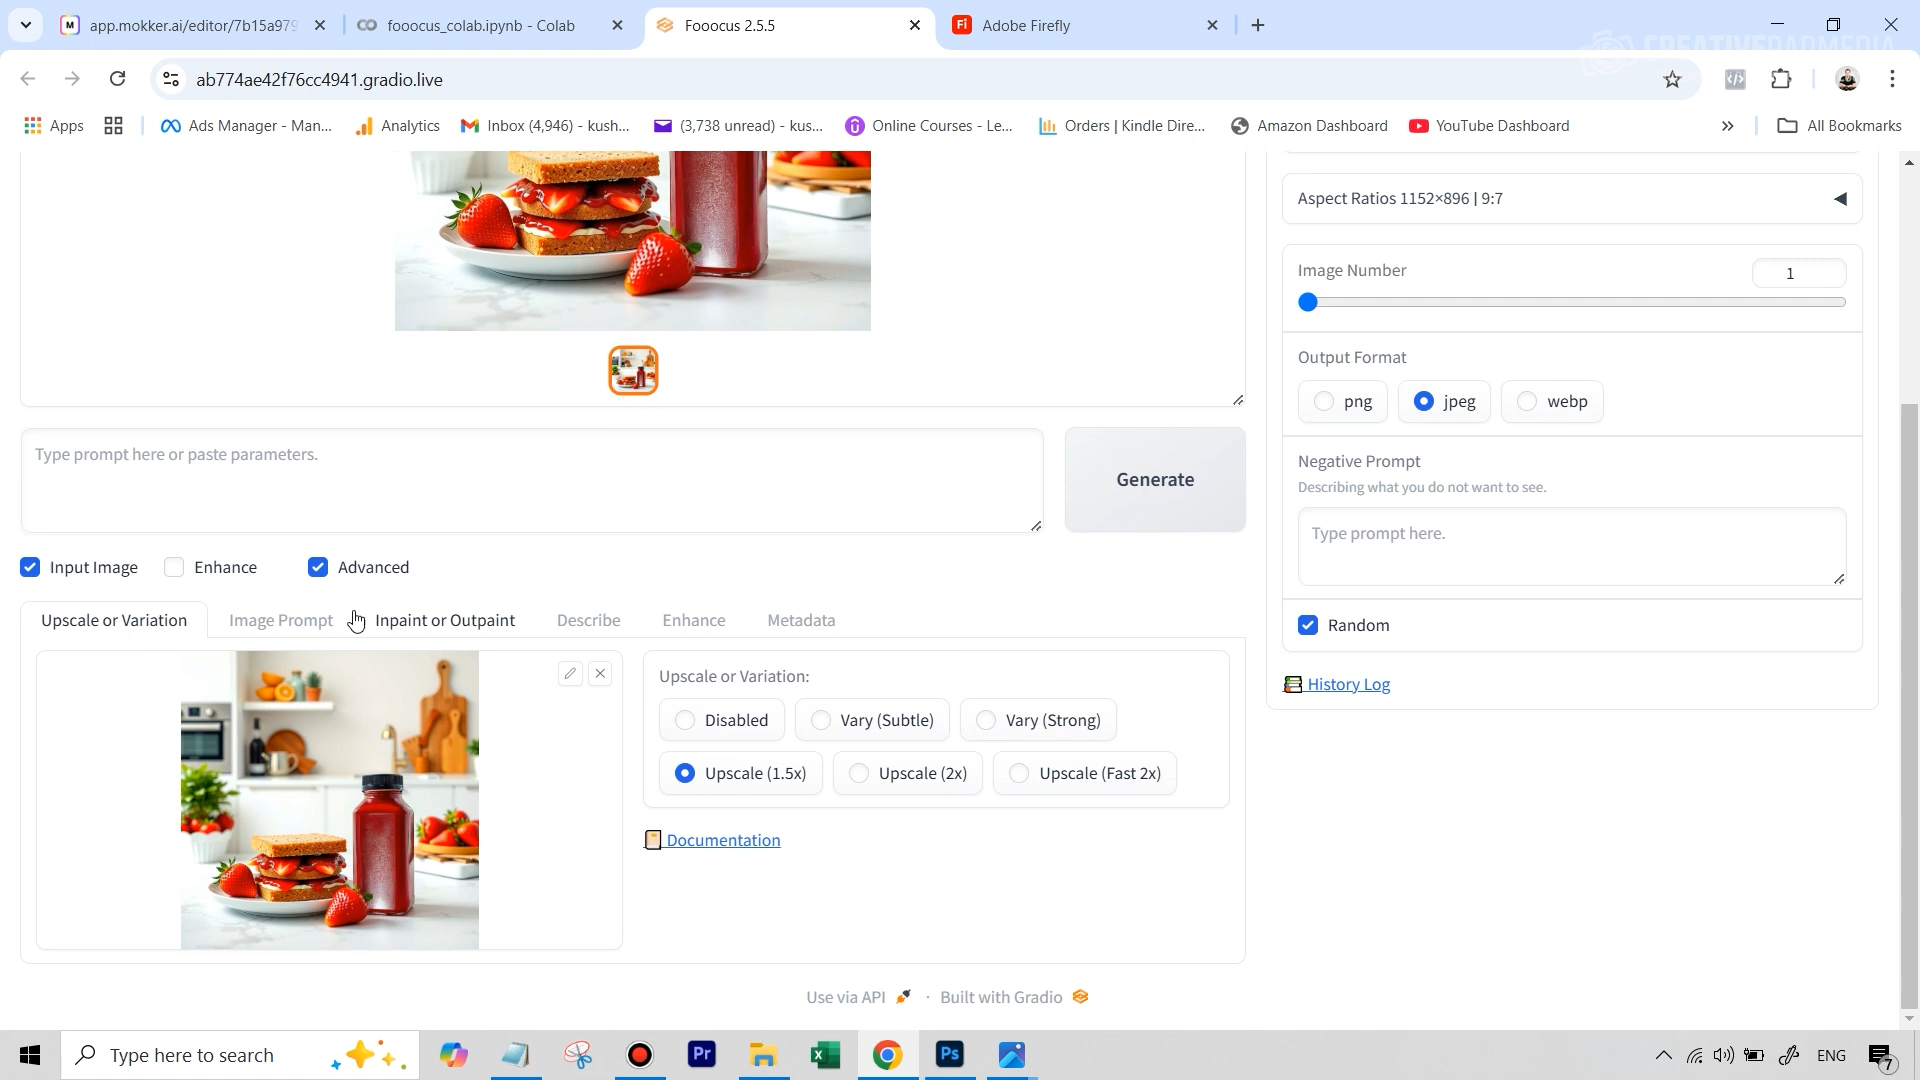 app.mokker.ai/editor/7b15a979
fooocus_colab.ipynb - Colab
Fooocus 2.5.5
Adobe Firefly
CREATIVEDADMEDIA
ab774ae42f76cc4941.gradio.live
Apps
Ads Manager - Man...
Analytics
Inbox (4,946) - kush...
(3,738 unread) - kus...
Online Courses - Le...
Orders | Kindle Dire...
Amazon Dashboard
YouTube Dashboard
All Bookmarks
Aspect Ratios 1152×896 | 9:7
Image Number
1
Output Format
png
jpeg
webp
Type prompt here or paste parameters.
Generate
Negative Prompt
Describing what you do not want to see.
Type prompt here.
Input Image
Enhance
Advanced
Random
Upscale or Variation
Image Prompt
Inpaint or Outpaint
Describe
Enhance
Metadata
History Log
Upscale or Variation:
Disabled
Vary (Subtle)
Vary (Strong)
Upscale (1.5x)
Upscale (2x)
Upscale (Fast 2x)
Documentation
Use via API
·
Built with Gradio
Type here to search
Pr
Ps
ENG
7